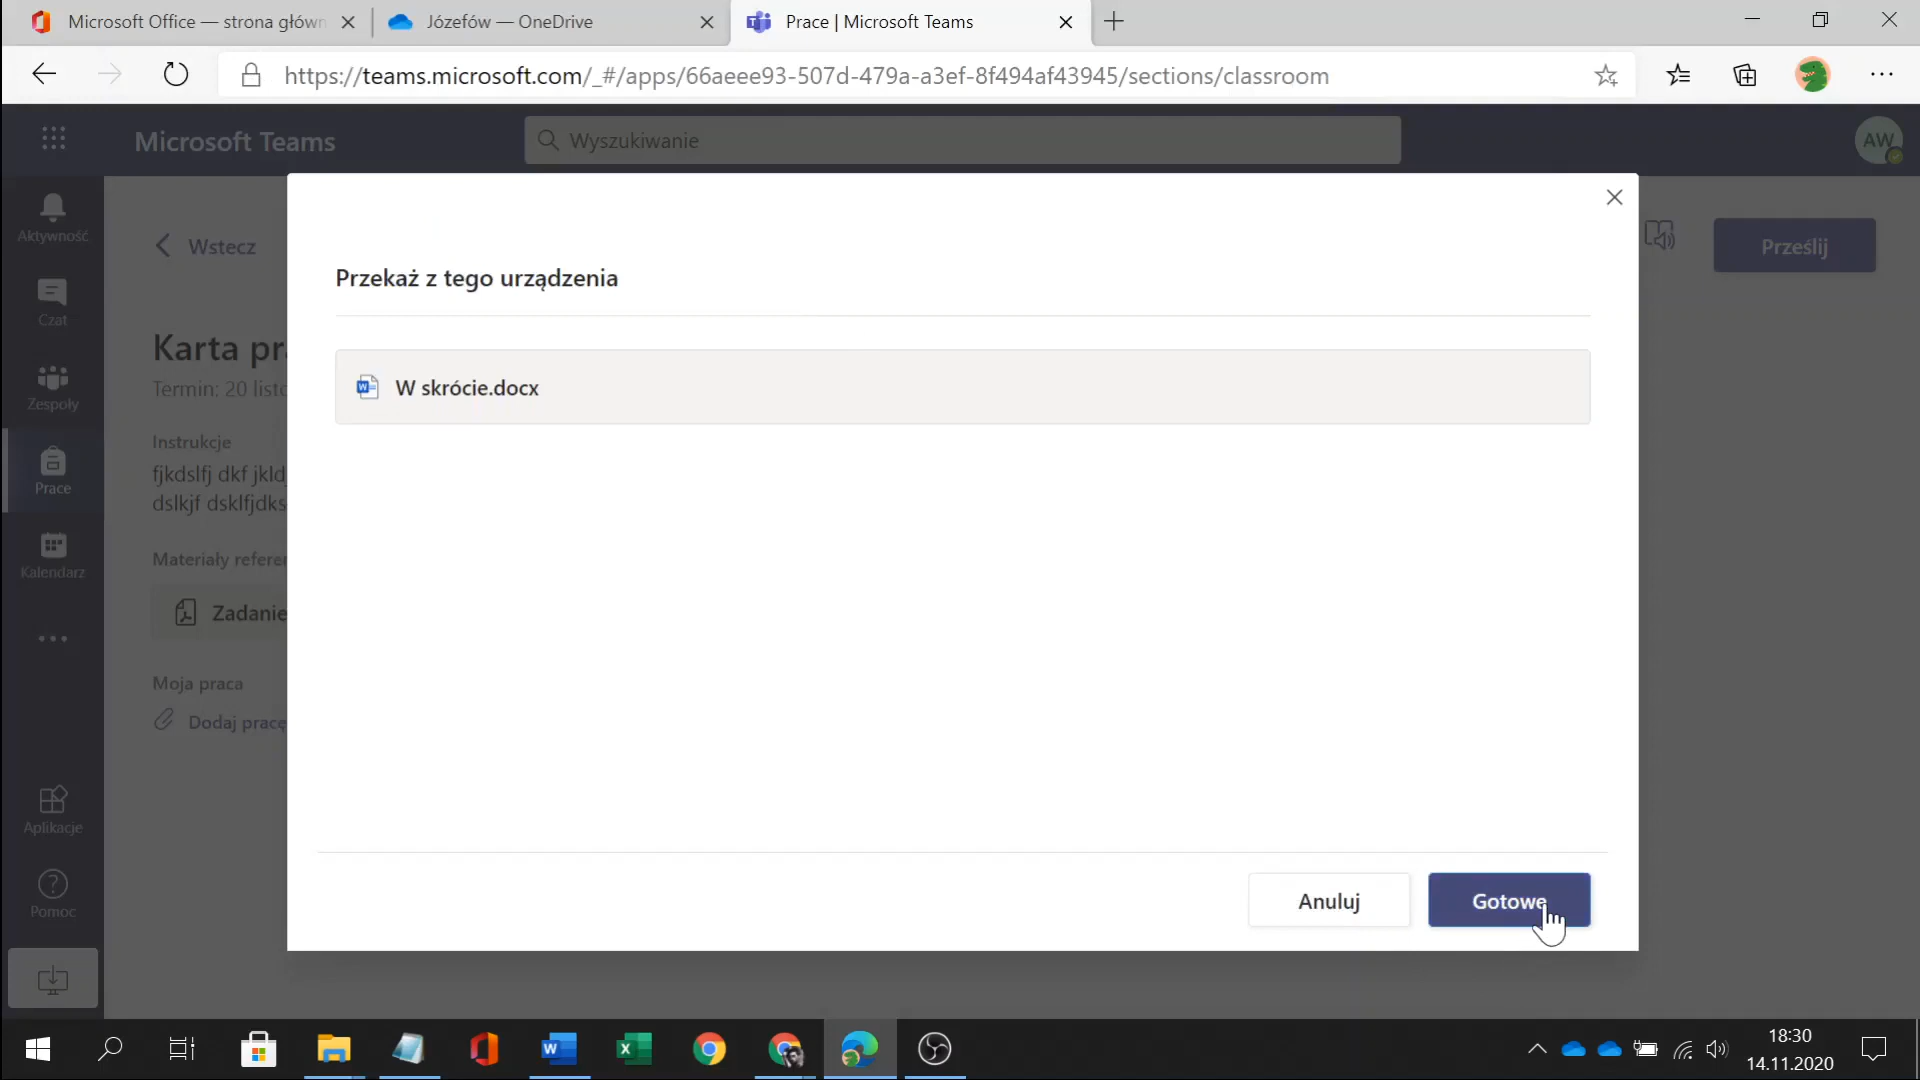 Microsoft Office — strona główn
Józefów — OneDrive
Prace | Microsoft Teams
https://teams.microsoft.com/_#/apps/66aeee93-507d-479a-a3ef-8f494af43945/sections/classroom
Microsoft Teams
Wyszukiwanie
AW
Aktywność
Czat
Zespoły
Prace
Kalendarz
Aplikacje
Pomoc
Wstecz
Prześlij
Karta pr
Termin: 20 listo
Instrukcje
fjkdslfj dkf jkld
dslkjf dsklfjdks
Materiały refere
Zadanie
Moja praca
Dodaj pracę
Przekaż z tego urządzenia
W skrócie.docx
Anuluj
Gotowe
18:30
14.11.2020